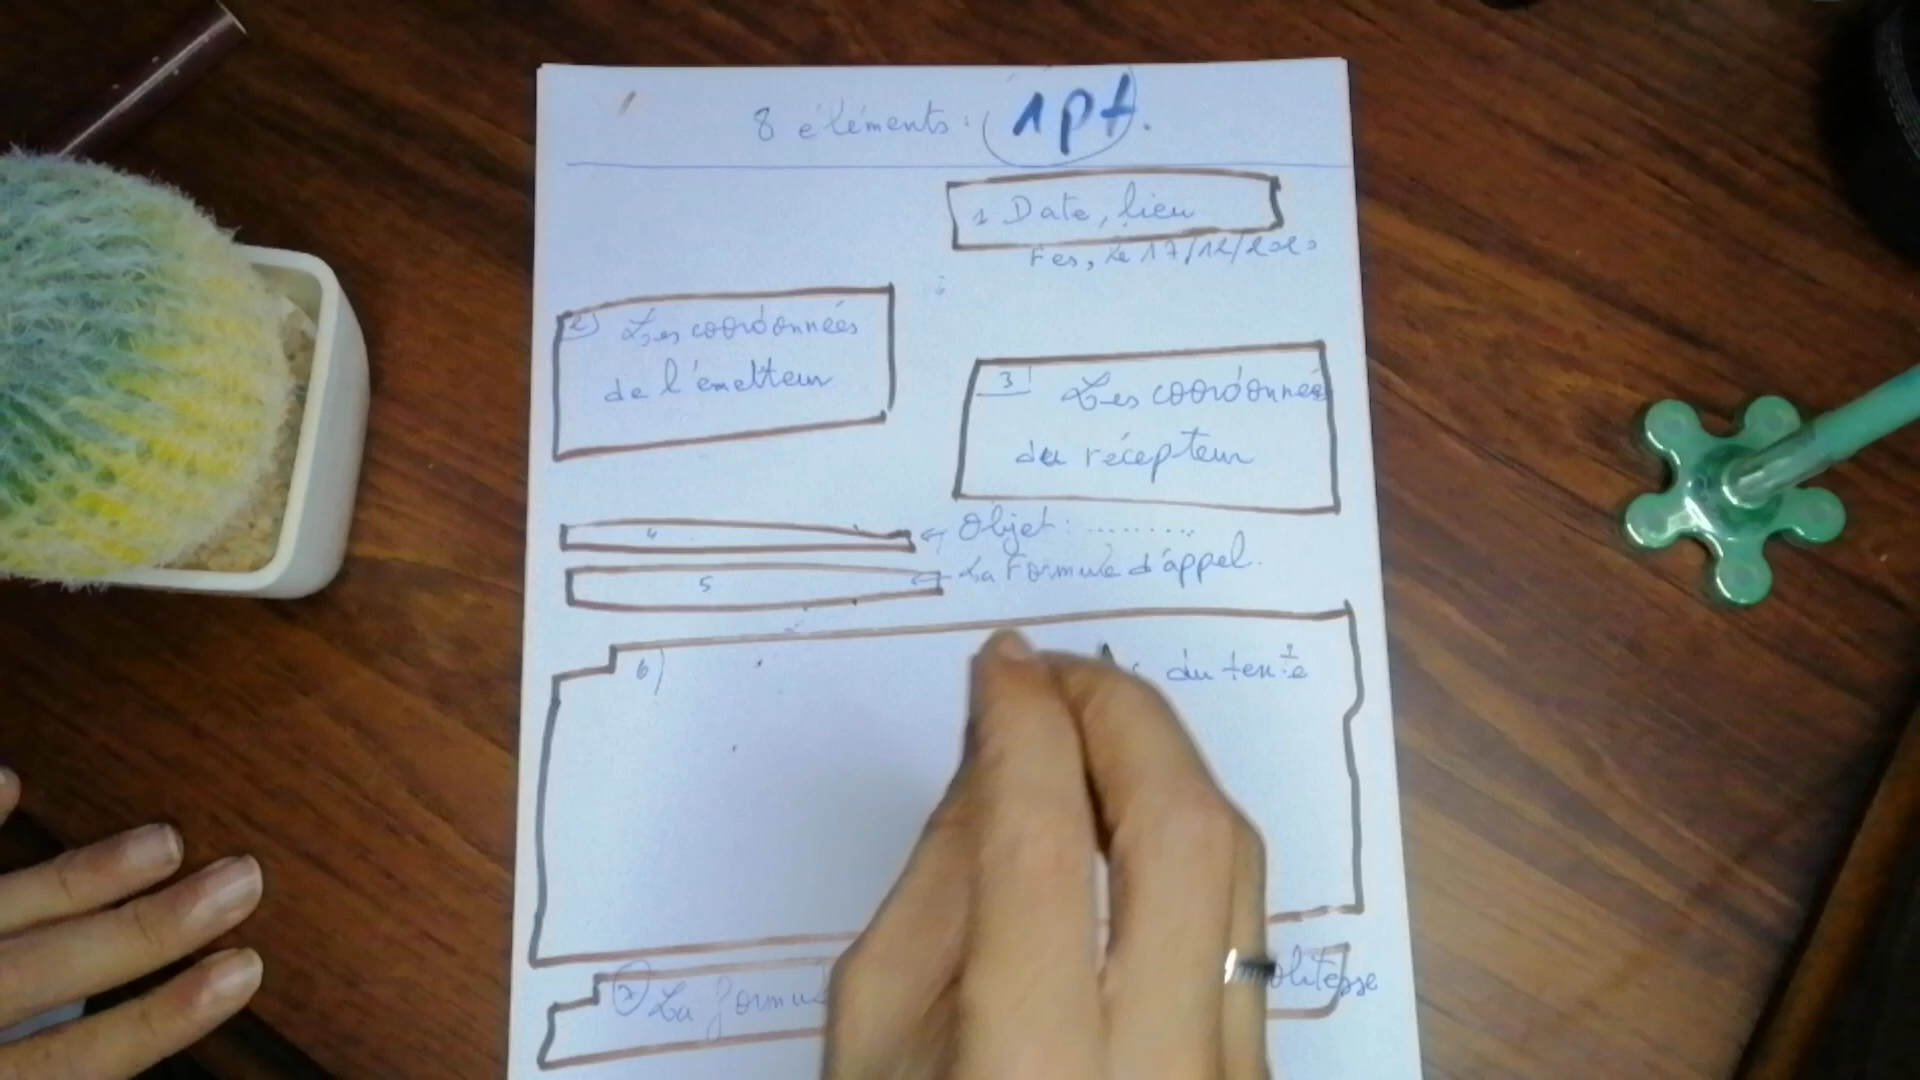 8 éléments: 1pt.
1 Date, lieu
Fes, le 17/12/2020
2) Les coordonnées
de l'émetteur
3 Les coordonnées
du récepteur
4 Objet: .........
5 La Formule d'appel.
6) du texte
7 La formule politesse